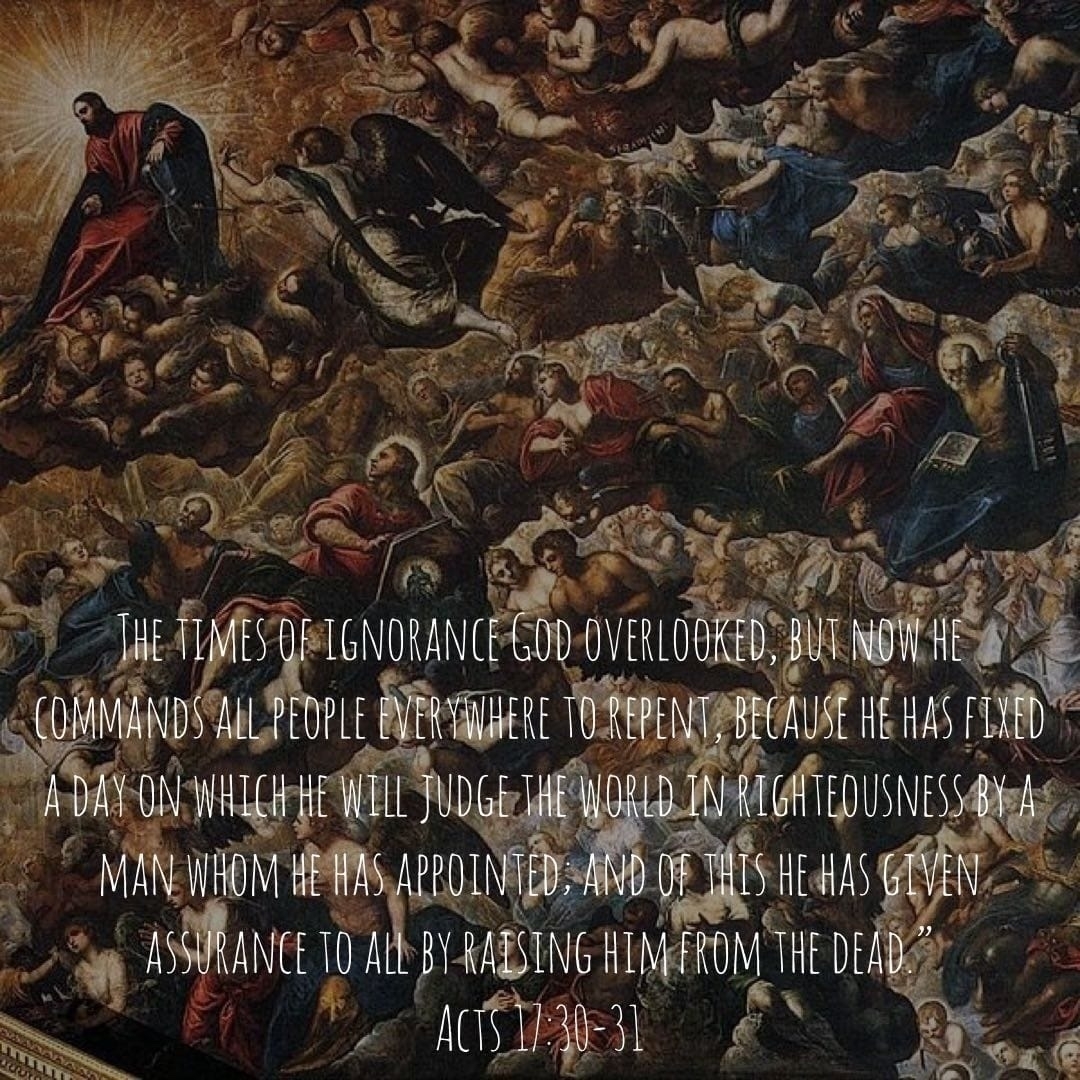 SERAPHINI
THE TIMES OF IGNORANCE GOD OVERLOOKED, BUT NOW HE
COMMANDS ALL PEOPLE EVERYWHERE TO REPENT, BECAUSE HE HAS FIXED
A DAY ON WHICH HE WILL JUDGE THE WORLD IN RIGHTEOUSNESS BY A
MAN WHOM HE HAS APPOINTED; AND OF THIS HE HAS GIVEN
ASSURANCE TO ALL BY RAISING HIM FROM THE DEAD.”
ACTS 17:30-31